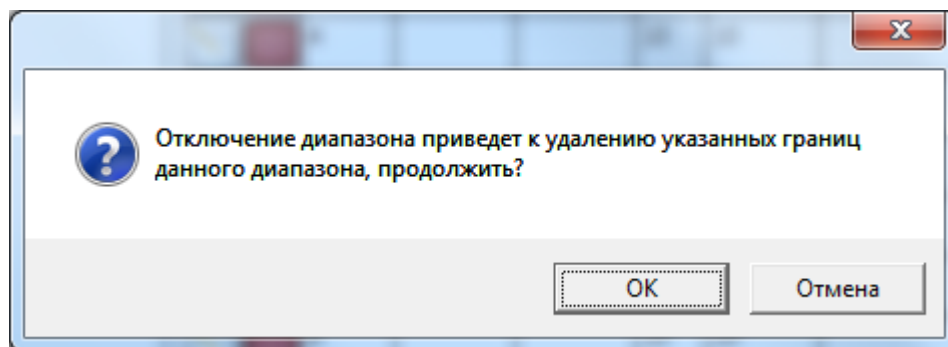 Отключение диапазона приведет к удалению указанных границ
данного диапазона, продолжить?
OK
Отмена